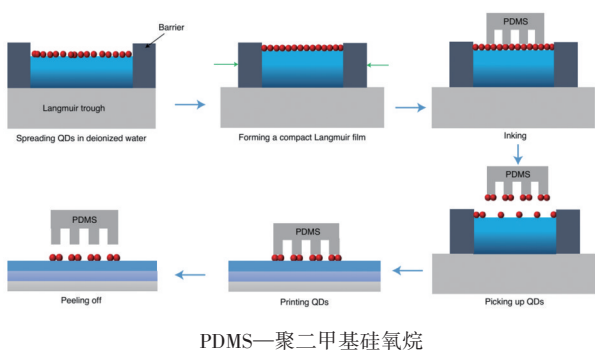 Barrier
Langmuir trough
Spreading QDs in deionized water
Forming a compact Langmuir film
PDMS
Inking
PDMS
Picking up QDs
PDMS
Printing QDs
PDMS
Peeling off
PDMS—聚二甲基硅氧烷